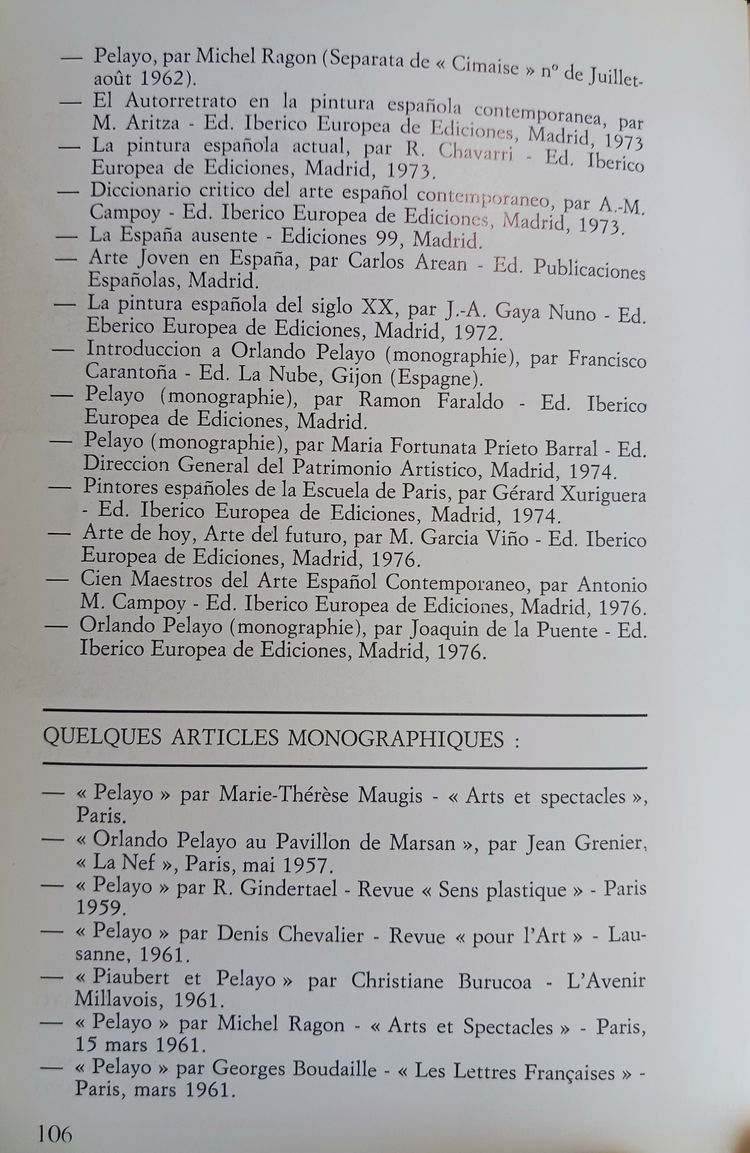 — Pelayo, par Michel Ragon (Separata de « Cimaise » nº de Juillet-
août 1962).
— El Autorretrato en la pintura española contemporanea, par
M. Aritza - Ed. Iberico Europea de Ediciones, Madrid, 1973
— La pintura española actual, par R. Chavarri - Ed. Iberico
Europea de Ediciones, Madrid, 1973.
— Diccionario critico del arte español contemporaneo, par A.-M.
Campoy - Ed. Iberico Europea de Ediciones, Madrid, 1973.
— La España ausente - Ediciones 99, Madrid.
— Arte Joven en España, par Carlos Arean - Ed. Publicaciones
Españolas, Madrid.
— La pintura española del siglo XX, par J.-A. Gaya Nuno - Ed.
Eberico Europea de Ediciones, Madrid, 1972.
— Introduccion a Orlando Pelayo (monographie), par Francisco
Carantoña - Ed. La Nube, Gijon (Espagne).
— Pelayo (monographie), par Ramon Faraldo - Ed. Iberico
Europea de Ediciones, Madrid.
— Pelayo (monographie), par Maria Fortunata Prieto Barral - Ed.
Direccion General del Patrimonio Artistico, Madrid, 1974.
— Pintores españoles de la Escuela de Paris, par Gérard Xuriguera
- Ed. Iberico Europea de Ediciones, Madrid, 1974.
— Arte de hoy, Arte del futuro, par M. Garcia Viño - Ed. Iberico
Europea de Ediciones, Madrid, 1976.
— Cien Maestros del Arte Español Contemporaneo, par Antonio
M. Campoy - Ed. Iberico Europea de Ediciones, Madrid, 1976.
— Orlando Pelayo (monographie), par Joaquin de la Puente - Ed.
Iberico Europea de Ediciones, Madrid, 1976.
QUELQUES ARTICLES MONOGRAPHIQUES :
— « Pelayo » par Marie-Thérèse Maugis - « Arts et spectacles »,
Paris.
— « Orlando Pelayo au Pavillon de Marsan », par Jean Grenier,
« La Nef », Paris, mai 1957.
— « Pelayo » par R. Gindertael - Revue « Sens plastique » - Paris
1959.
— « Pelayo » par Denis Chevalier - Revue « pour l'Art » - Lau-
sanne, 1961.
— « Piaubert et Pelayo » par Christiane Burucoa - L'Avenir
Millavois, 1961.
— « Pelayo » par Michel Ragon - « Arts et Spectacles » - Paris,
15 mars 1961.
— « Pelayo » par Georges Boudaille - « Les Lettres Françaises » -
Paris, mars 1961.
106